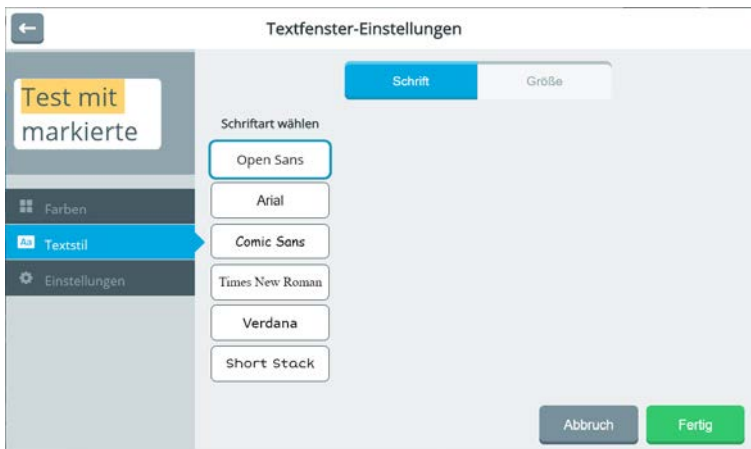 Textfenster-Einstellungen
Test mit
markierte
Farben
Aa Textstil
Einstellungen
Schrift Größe
Schriftart wählen
Open Sans
Arial
Comic Sans
Times New Roman
Verdana
Short Stack
Abbruch Fertig